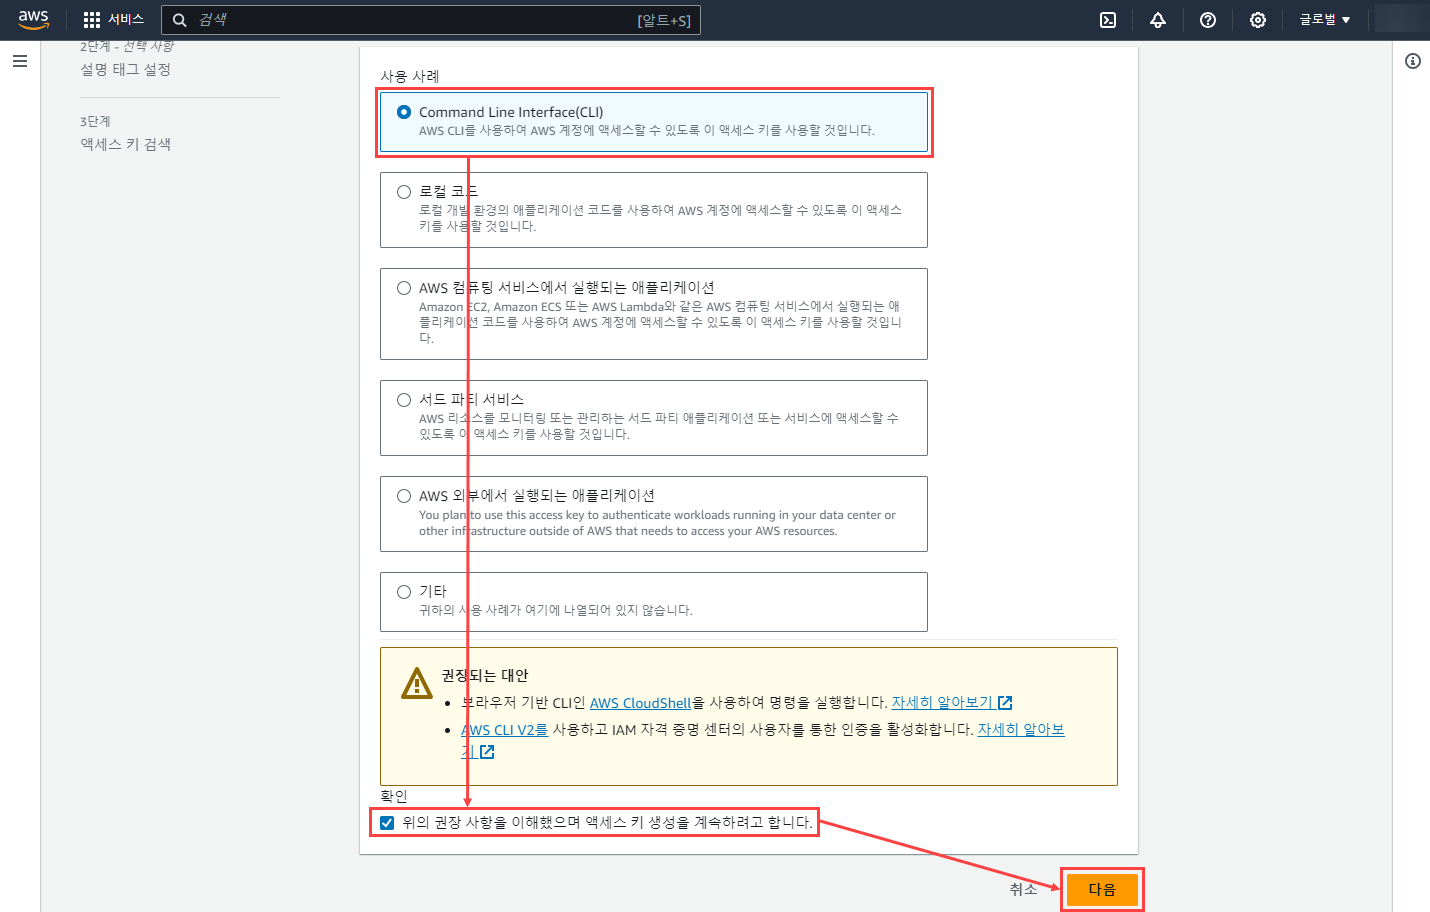 aws
서비스
검색
[알트+S]
글로벌
2단계 - 선택 사항
설명 태그 설정
3단계
액세스 키 검색
사용 사례
Command Line Interface(CLI)
AWS CLI를 사용하여 AWS 계정에 액세스할 수 있도록 이 액세스 키를 사용할 것입니다.
로컬 코드
로컬 개발 환경의 애플리케이션 코드를 사용하여 AWS 계정에 액세스할 수 있도록 이 액세스
키를 사용할 것입니다.
AWS 컴퓨팅 서비스에서 실행되는 애플리케이션
Amazon EC2, Amazon ECS 또는 AWS Lambda와 같은 AWS 컴퓨팅 서비스에서 실행되는 애
플리케이션 코드를 사용하여 AWS 계정에 액세스할 수 있도록 이 액세스 키를 사용할 것입니
다.
서드 파티 서비스
AWS 리소스를 모니터링 또는 관리하는 서드 파티 애플리케이션 또는 서비스에 액세스할 수
있도록 이 액세스 키를 사용할 것입니다.
AWS 외부에서 실행되는 애플리케이션
You plan to use this access key to authenticate workloads running in your data center or
other infrastructure outside of AWS that needs to access your AWS resources.
기타
귀하의 사용 사례가 여기에 나열되어 있지 않습니다.
권장되는 대안
브라우저 기반 CLI인 AWS CloudShell을 사용하여 명령을 실행합니다. 자세히 알아보기
AWS CLI V2를 사용하고 IAM 자격 증명 센터의 사용자를 통한 인증을 활성화합니다. 자세히 알아보
기
확인
위의 권장 사항을 이해했으며 액세스 키 생성을 계속하려고 합니다.
취소
다음